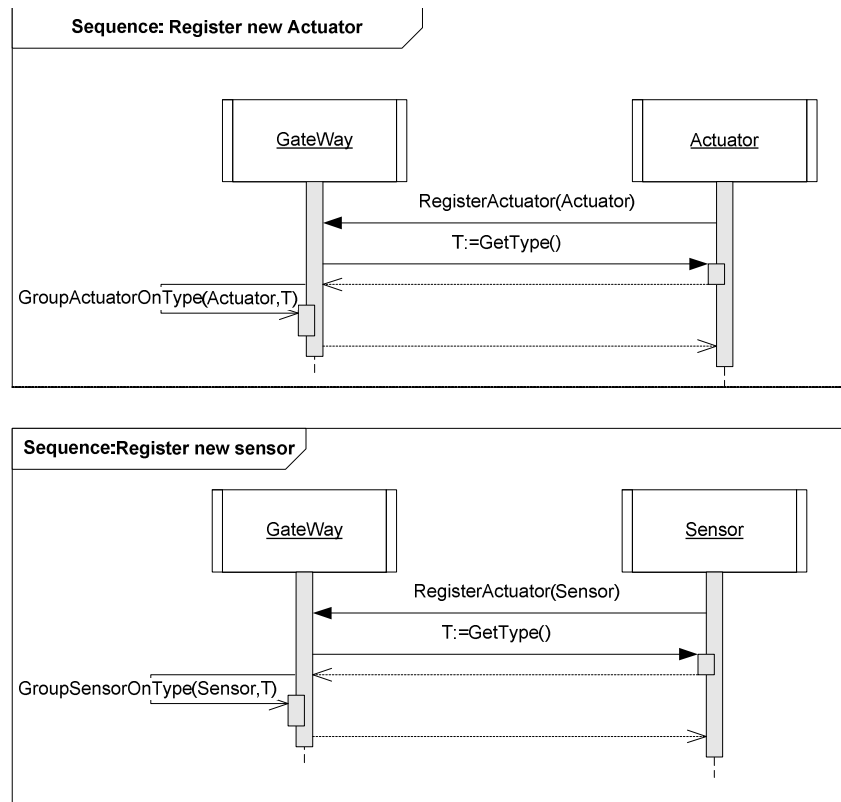 Sequence: Register new Actuator
GateWay
Actuator
RegisterActuator(Actuator)
T:=GetType()
GroupActuatorOnType(Actuator,T)
Sequence:Register new sensor
GateWay
Sensor
RegisterActuator(Sensor)
T:=GetType()
GroupSensorOnType(Sensor,T)